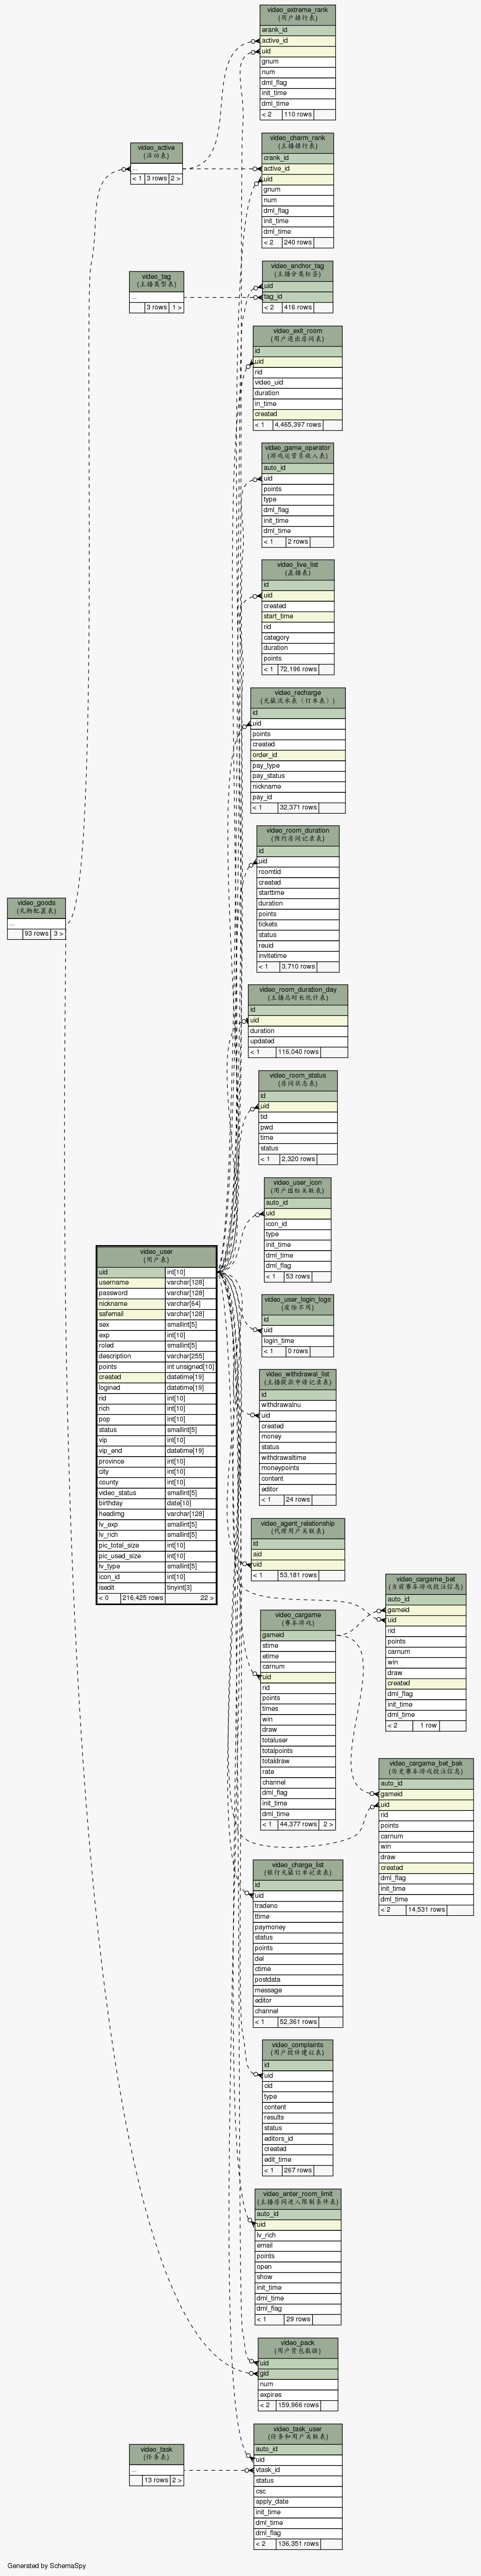 video_extreme_rank
(用户排行表)
erank_id
active_id
uid
gnum
num
dml_flag
init_time
dml_time
< 2 110 rows
video_charm_rank
(主播排行表)
crank_id
active_id
uid
gnum
num
dml_flag
init_time
dml_time
< 2 240 rows
video_active
(活动表)
...
< 1 3 rows 2 >
video_anchor_tag
(主播分类标签)
uid
tag_id
< 2 416 rows
video_tag
(主播类型表)
...
3 rows 1 >
video_exit_room
(用户退出房间表)
id
uid
rid
video_uid
duration
in_time
created
< 1 4,465,397 rows
video_game_operator
(游戏运营员收入表)
auto_id
uid
points
type
dml_flag
init_time
dml_time
< 1 2 rows
video_live_list
(直播表)
id
uid
created
start_time
rid
category
duration
points
< 1 72,196 rows
video_recharge
(充值流水表（订单表）)
id
uid
points
created
order_id
pay_type
pay_status
nickname
pay_id
< 1 32,371 rows
video_room_duration
(预约房间记录表)
id
uid
roomtid
created
starttime
duration
points
tickets
status
reuid
invitetime
< 1 3,710 rows
video_goods
(礼物配置表)
...
93 rows 3 >
video_room_duration_day
(主播总时长统计表)
id
uid
duration
updated
< 1 116,040 rows
video_room_status
(房间状态表)
id
uid
tid
pwd
time
status
< 1 2,320 rows
video_user_icon
(用户图标关联表)
auto_id
uid
icon_id
type
init_time
dml_time
dml_flag
< 1 53 rows
video_user
(用户表)
uid int[10]
username varchar[128]
password varchar[128]
nickname varchar[64]
safemail varchar[128]
sex smallint[5]
exp int[10]
roled smallint[5]
description varchar[255]
points int unsigned[10]
created datetime[19]
logined datetime[19]
rid int[10]
rich int[10]
pop int[10]
status smallint[5]
vip int[10]
vip_end datetime[19]
province int[10]
city int[10]
county int[10]
video_status smallint[5]
birthday date[10]
headimg varchar[128]
lv_exp smallint[5]
lv_rich smallint[5]
pic_total_size int[10]
pic_used_size int[10]
lv_type smallint[5]
icon_id int[10]
isedit tinyint[3]
< 0 216,425 rows 22 >
video_user_login_logs
(废除不用)
id
uid
login_time
< 1 0 rows
video_withdrawal_list
(主播提款申请记录表)
id
withdrawalnu
uid
created
money
status
withdrawaltime
moneypoints
content
editor
< 1 24 rows
video_agent_relationship
(代理用户关联表)
id
aid
uid
< 1 53,181 rows
video_cargame_bet
(当前赛车游戏投注信息)
auto_id
gameid
uid
rid
points
carnum
win
draw
created
dml_flag
init_time
dml_time
< 2 1 row
video_cargame
(赛车游戏)
gameid
stime
etime
carnum
uid
rid
points
times
win
draw
totaluser
totalpoints
totaldraw
rate
channel
dml_flag
init_time
dml_time
< 1 44,377 rows 2 >
video_cargame_bet_bak
(历史赛车游戏投注信息)
auto_id
gameid
uid
rid
points
carnum
win
draw
created
dml_flag
init_time
dml_time
< 2 14,531 rows
video_charge_list
(银行充值订单记录表)
id
uid
tradeno
ttime
paymoney
status
points
del
ctime
postdata
message
editor
channel
< 1 52,361 rows
video_complaints
(用户投诉建议表)
id
uid
cid
type
content
results
status
editors_id
created
edit_time
< 1 267 rows
video_enter_room_limit
(主播房间进入限制条件表)
auto_id
uid
lv_rich
email
points
open
show
init_time
dml_time
dml_flag
< 1 29 rows
video_pack
(用户背包数据)
uid
gid
num
expires
< 2 159,966 rows
video_task_user
(任务和用户关联表)
auto_id
uid
vtask_id
status
csc
apply_date
init_time
dml_time
dml_flag
< 2 136,351 rows
video_task
(任务表)
...
13 rows 2 >
Generated by SchemaSpy